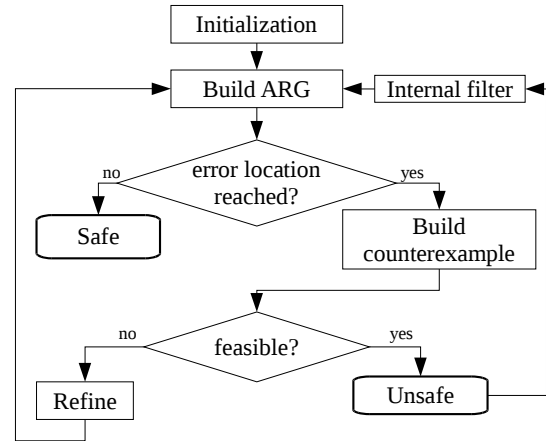 Initialization
Build ARG
Internal filter
no
error location
reached?
yes
Safe
Build
counterexample
no
feasible?
yes
Refine
Unsafe